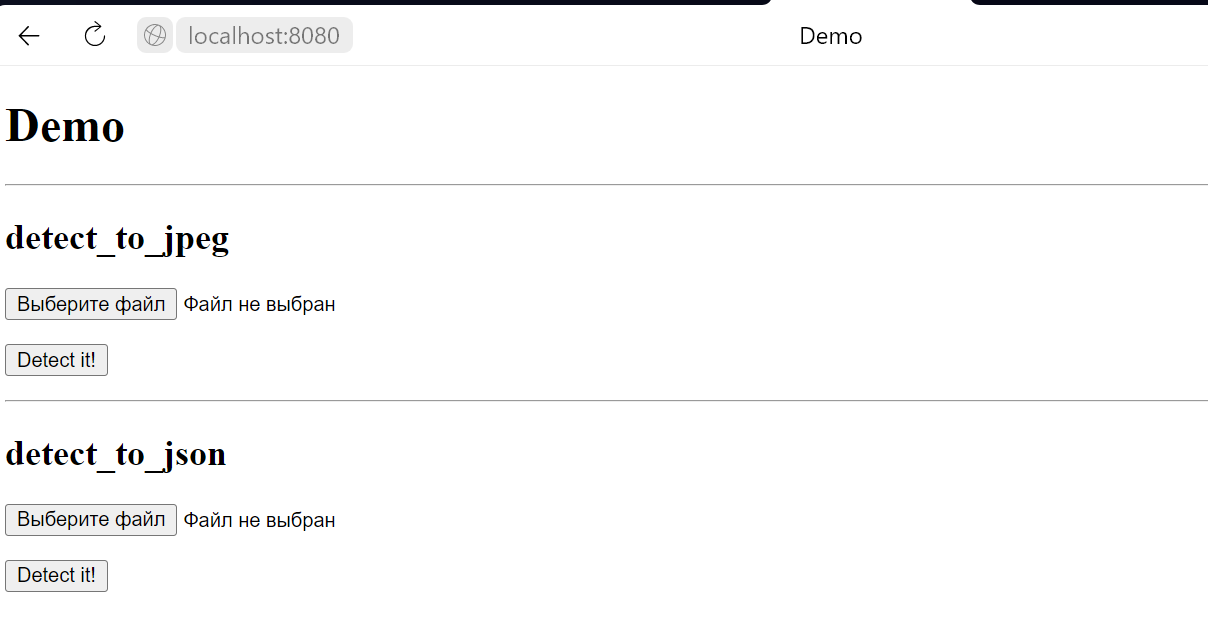 localhost:8080 Demo
Demo
detect_to_jpeg
Выберите файл Файл не выбран
Detect it!
detect_to_json
Выберите файл Файл не выбран
Detect it!